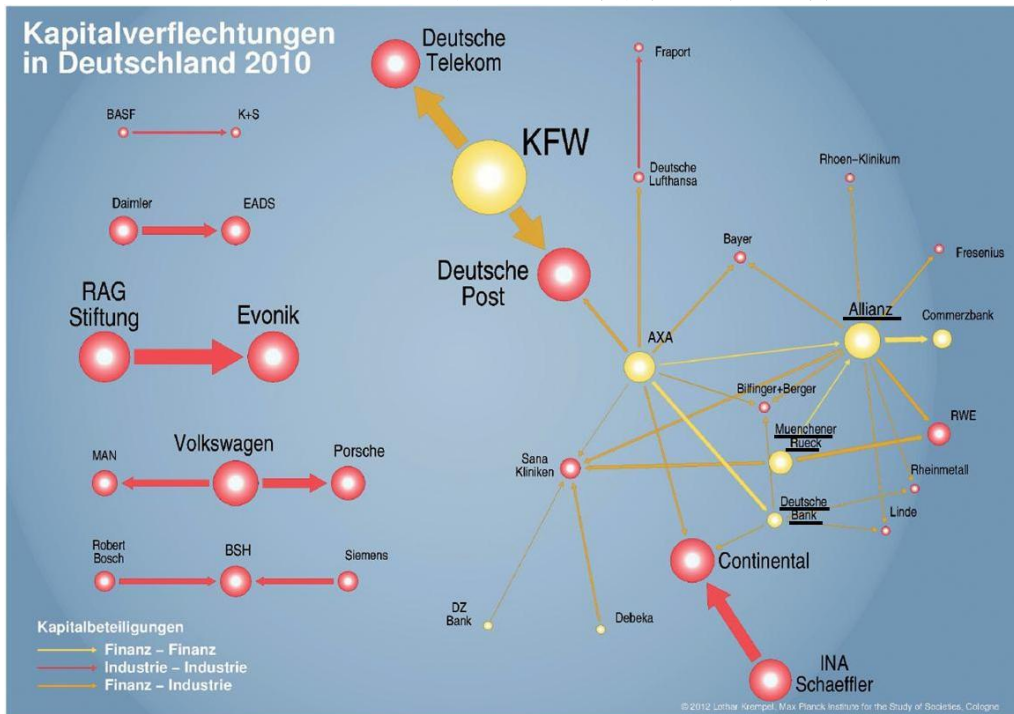 Kapitalverflechtungen
in Deutschland 2010
Deutsche
Telekom
Fraport
BASF
K+S
KFW
Deutsche
Lufthansa
Rhoen-Klinikum
Daimler
EADS
Bayer
Fresenius
Deutsche
Post
RAG
Stiftung
Evonik
Allianz
Commerzbank
AXA
Bilfinger+Berger
Muenchener
Rueck
RWE
Volkswagen
MAN
Porsche
Sana
Kliniken
Rheinmetall
Deutsche
Bank
Linde
Robert
Bosch
BSH
Siemens
Continental
DZ
Bank
Debeka
Kapitalbeteiligungen
Finanz – Finanz
Industrie – Industrie
Finanz – Industrie
INA
Schaeffler
© 2012 Lothar Krempel, Max Planck Institute for the Study of Societies, Cologne